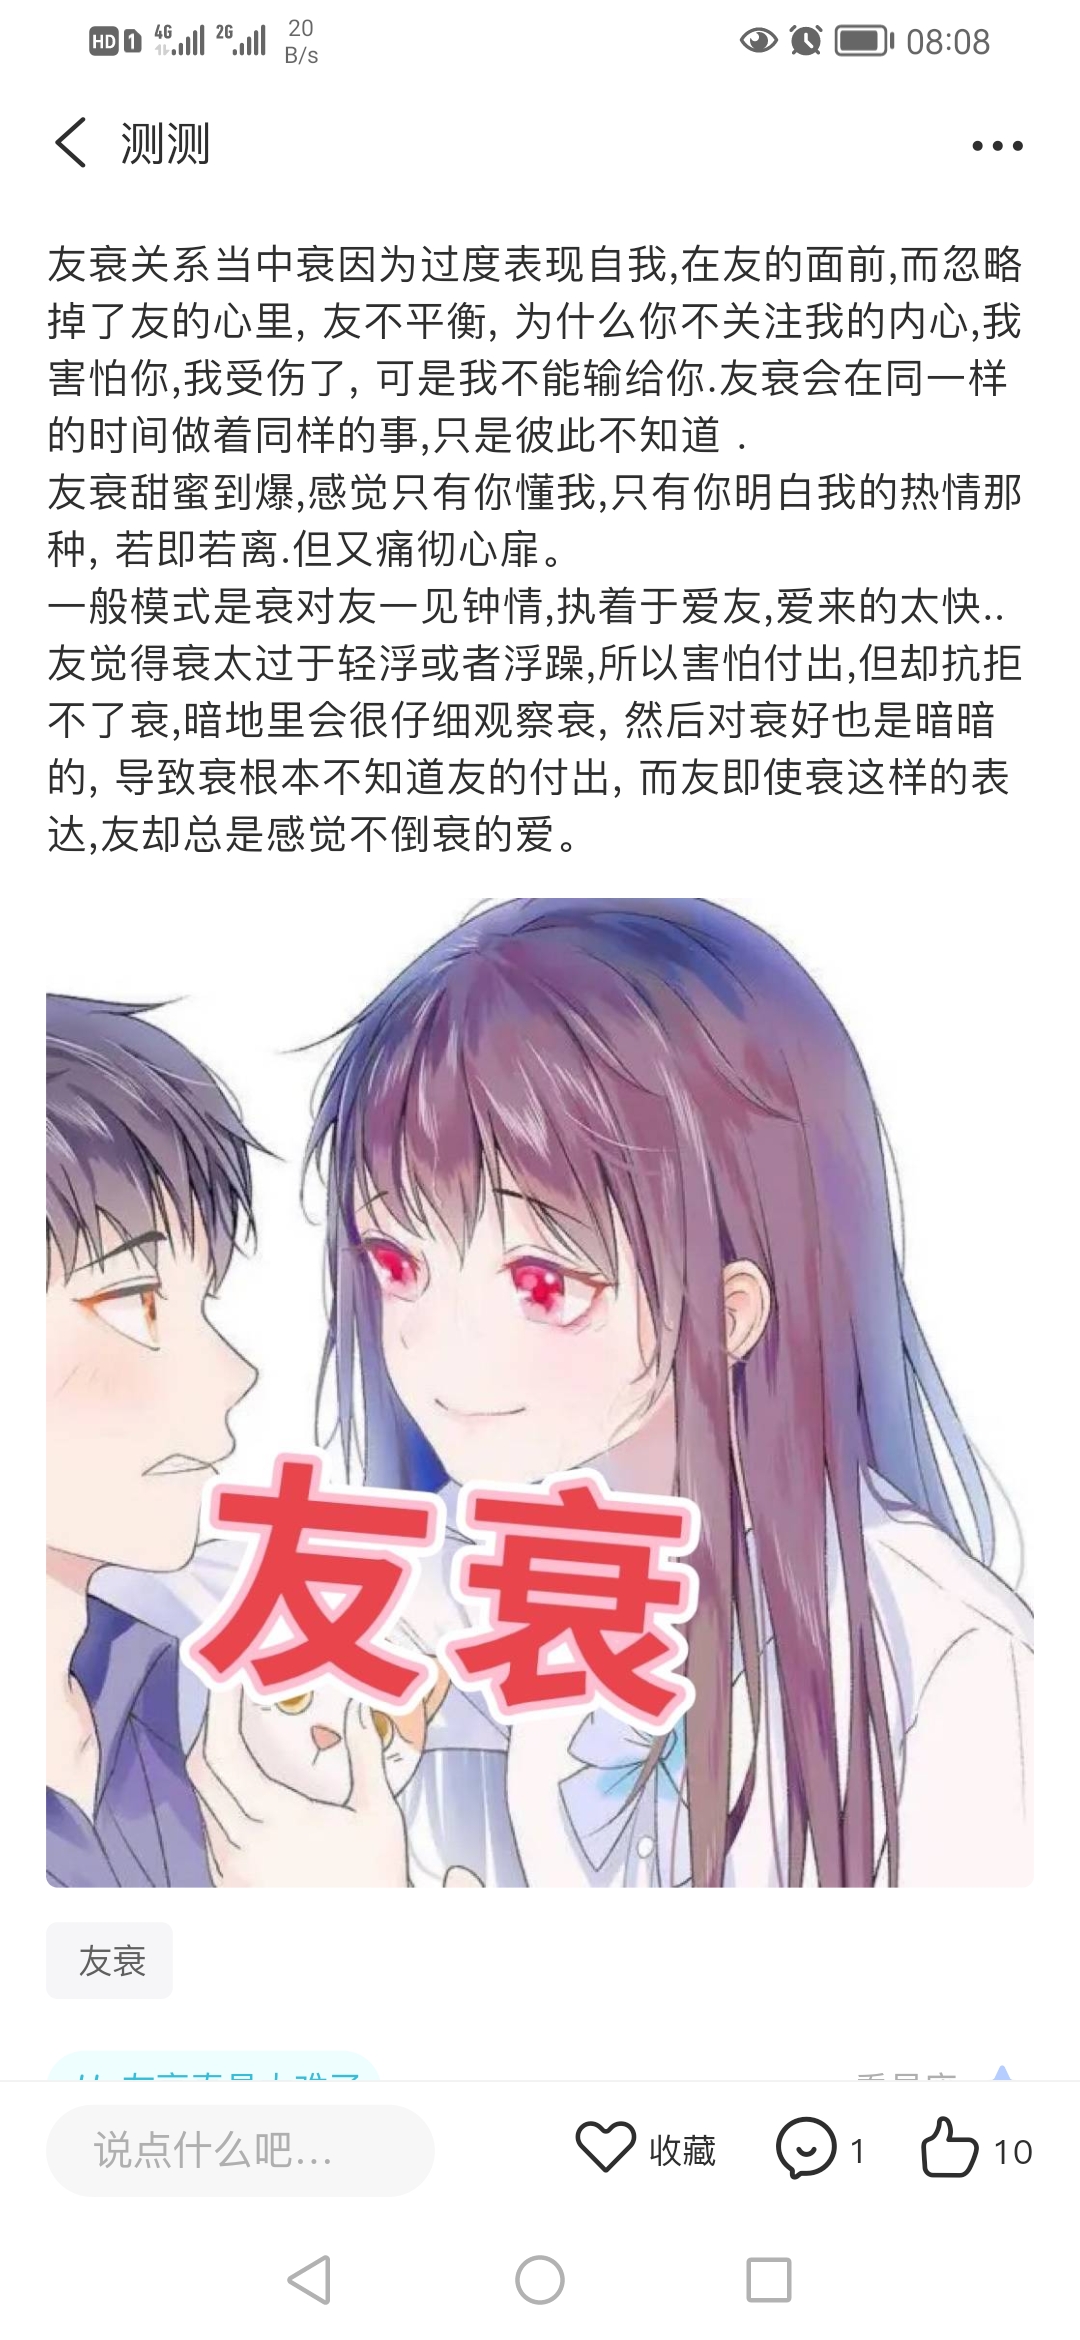 HD 1 4G 2G 20 B/s 08:08
测测
友衰关系当中衰因为过度表现自我,在友的面前,而忽略
掉了友的心里, 友不平衡, 为什么你不关注我的内心,我
害怕你,我受伤了, 可是我不能输给你.友衰会在同一样
的时间做着同样的事,只是彼此不知道 .
友衰甜蜜到爆,感觉只有你懂我,只有你明白我的热情那
种, 若即若离.但又痛彻心扉。
一般模式是衰对友一见钟情,执着于爱友,爱来的太快..
友觉得衰太过于轻浮或者浮躁,所以害怕付出,但却抗拒
不了衰,暗地里会很仔细观察衰, 然后对衰好也是暗暗
的, 导致衰根本不知道友的付出, 而友即使衰这样的表
达,友却总是感觉不倒衰的爱。
友衰
友衰
说点什么吧...
收藏
1
10